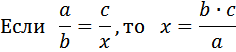 Если a/b = c/x, то x = (b · c)/a